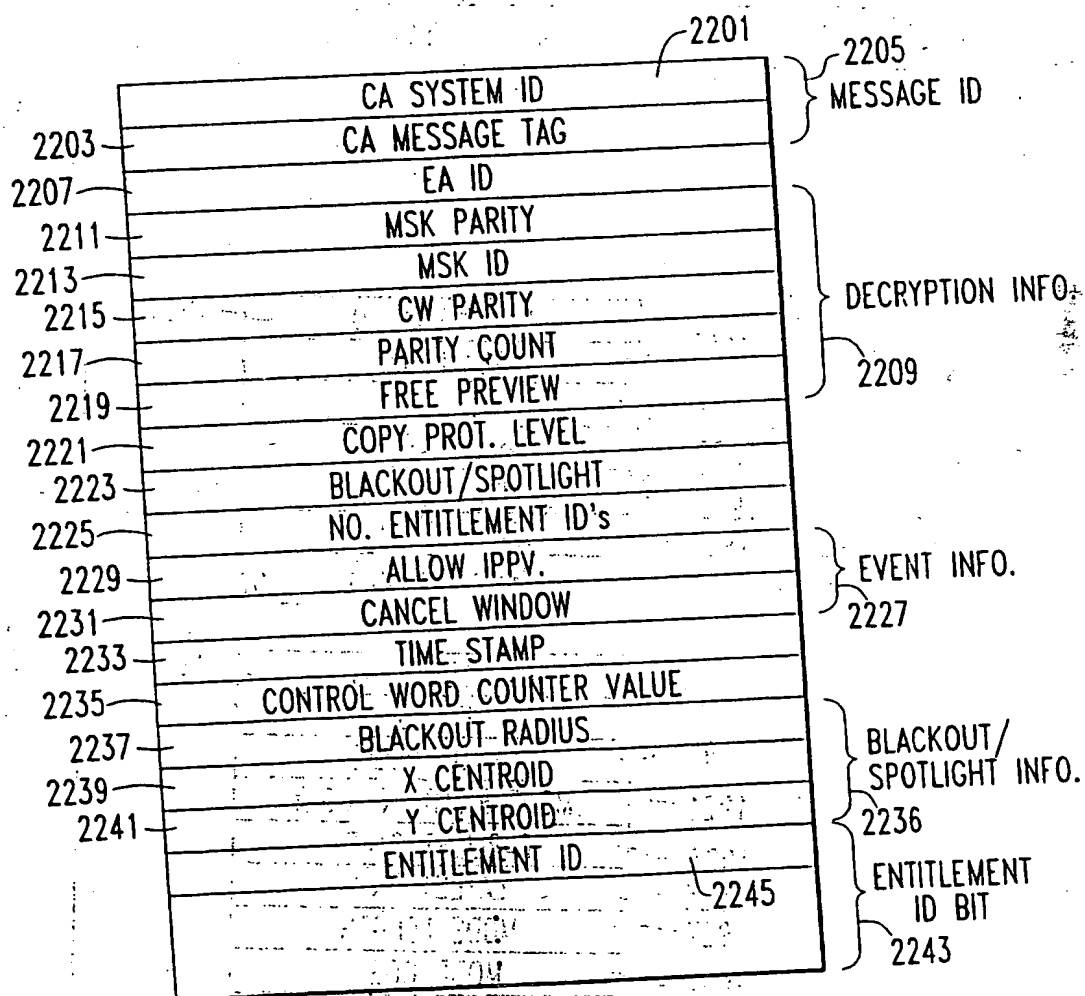 2201
CA SYSTEM ID
2205
MESSAGE ID
2203 CA MESSAGE TAG
2207 EA ID
2211 MSK PARITY
2213 MSK ID
2215 CW PARITY
DECRYPTION INFO.
2217 PARITY COUNT
2209
2219 FREE PREVIEW
2221 COPY PROT. LEVEL
2223 BLACKOUT/SPOTLIGHT
2225 NO. ENTITLEMENT ID's
2229 ALLOW IPPV.
EVENT INFO.
2227
2231 CANCEL WINDOW
2233 TIME STAMP
2235 CONTROL WORD COUNTER VALUE
2237 BLACKOUT RADIUS
BLACKOUT/
SPOTLIGHT INFO.
2236
2239 X CENTROID
2241 Y CENTROID
ENTITLEMENT ID
2245
ENTITLEMENT
ID BIT
2243